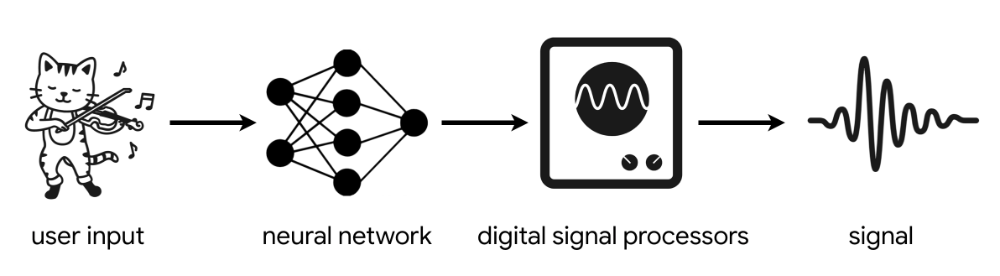 user input
neural network
digital signal processors
signal